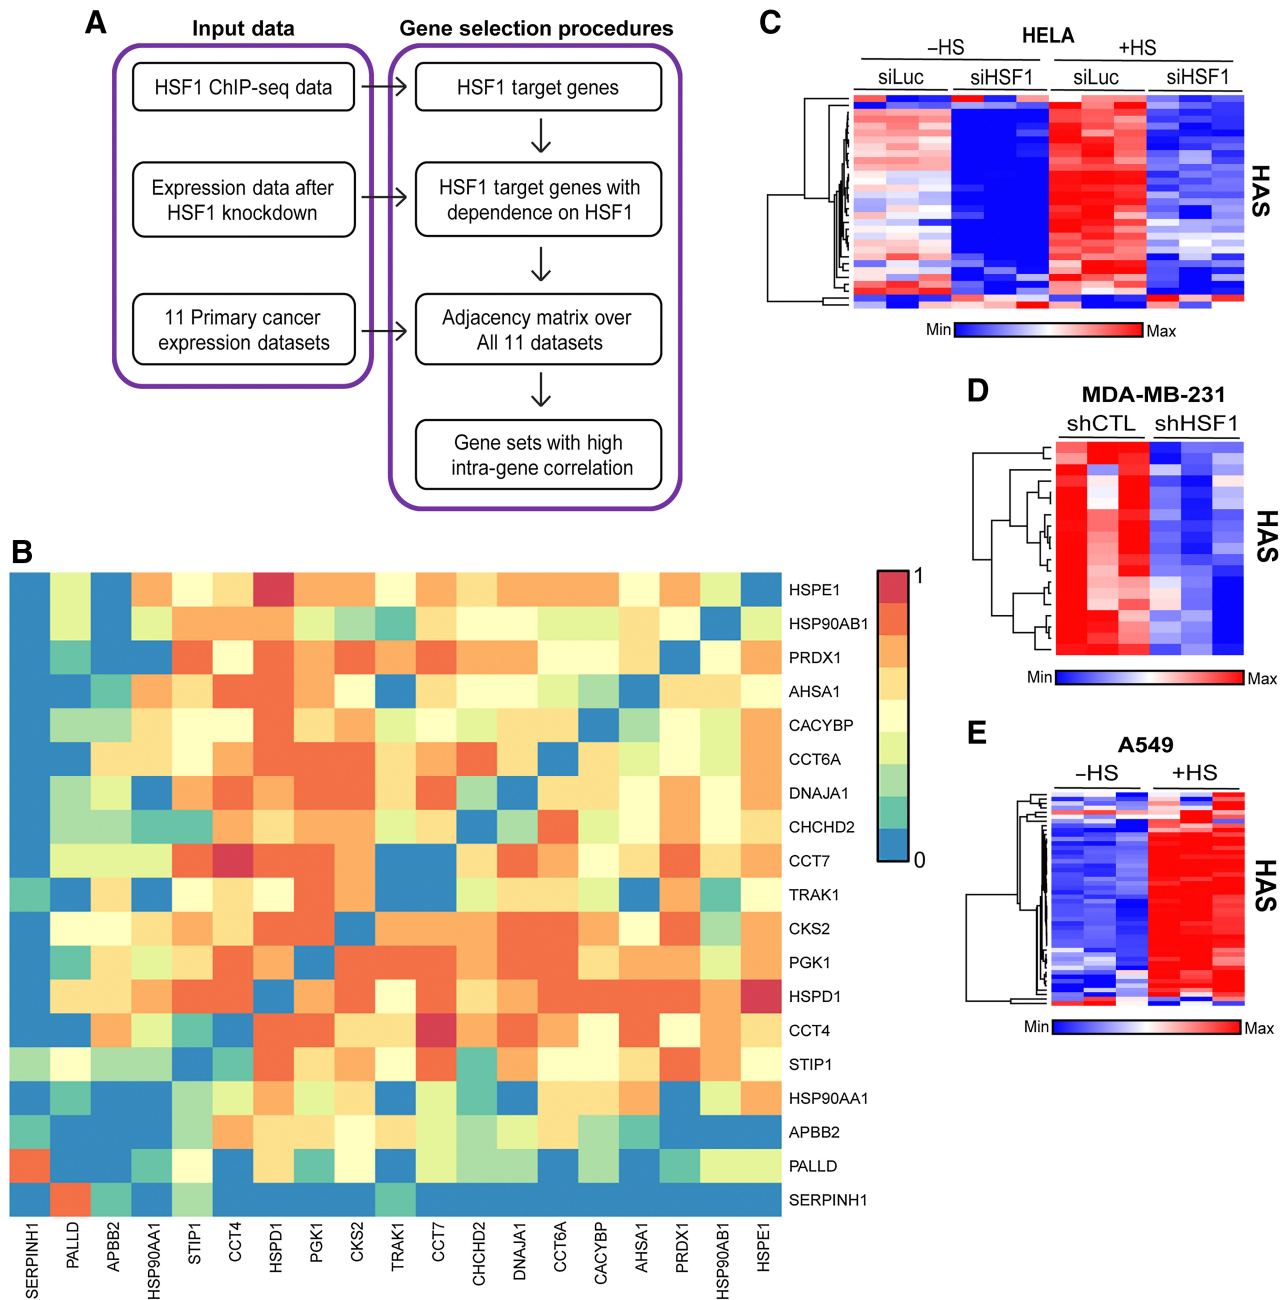 A
Input data
Gene selection procedures
HSF1 ChIP-seq data
HSF1 target genes
Expression data after
HSF1 knockdown
HSF1 target genes with
dependence on HSF1
11 Primary cancer
expression datasets
Adjacency matrix over
All 11 datasets
Gene sets with high
intra-gene correlation
B
1
0
HSPE1
HSP90AB1
PRDX1
AHSA1
CACYBP
CCT6A
DNAJA1
CHCHD2
CCT7
TRAK1
CKS2
PGK1
HSPD1
CCT4
STIP1
HSP90AA1
APBB2
PALLD
SERPINH1
SERPINH1
PALLD
APBB2
HSP90AA1
STIP1
CCT4
HSPD1
PGK1
CKS2
TRAK1
CCT7
CHCHD2
DNAJA1
CCT6A
CACYBP
AHSA1
PRDX1
HSP90AB1
HSPE1
C
HELA
–HS
+HS
siLuc
siHSF1
siLuc
siHSF1
HAS
Min
Max
D
MDA-MB-231
shCTL
shHSF1
HAS
Min
Max
E
A549
–HS
+HS
HAS
Min
Max